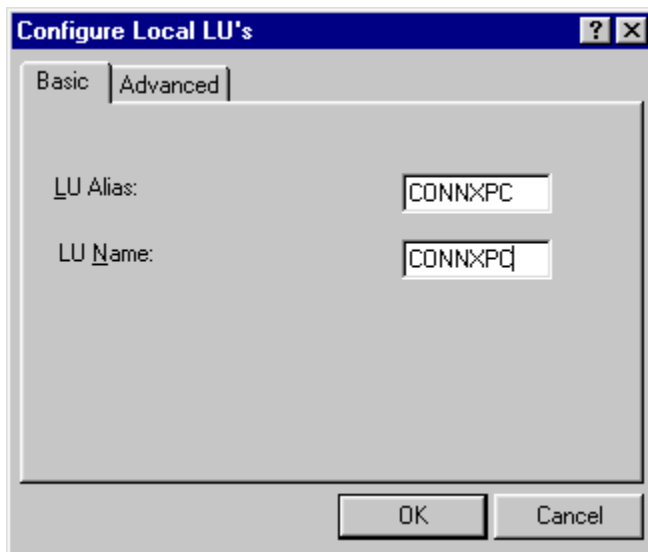 Configure Local LU's
Basic Advanced
LU Alias: CONNXPC
LU Name: CONNXPC
OK Cancel